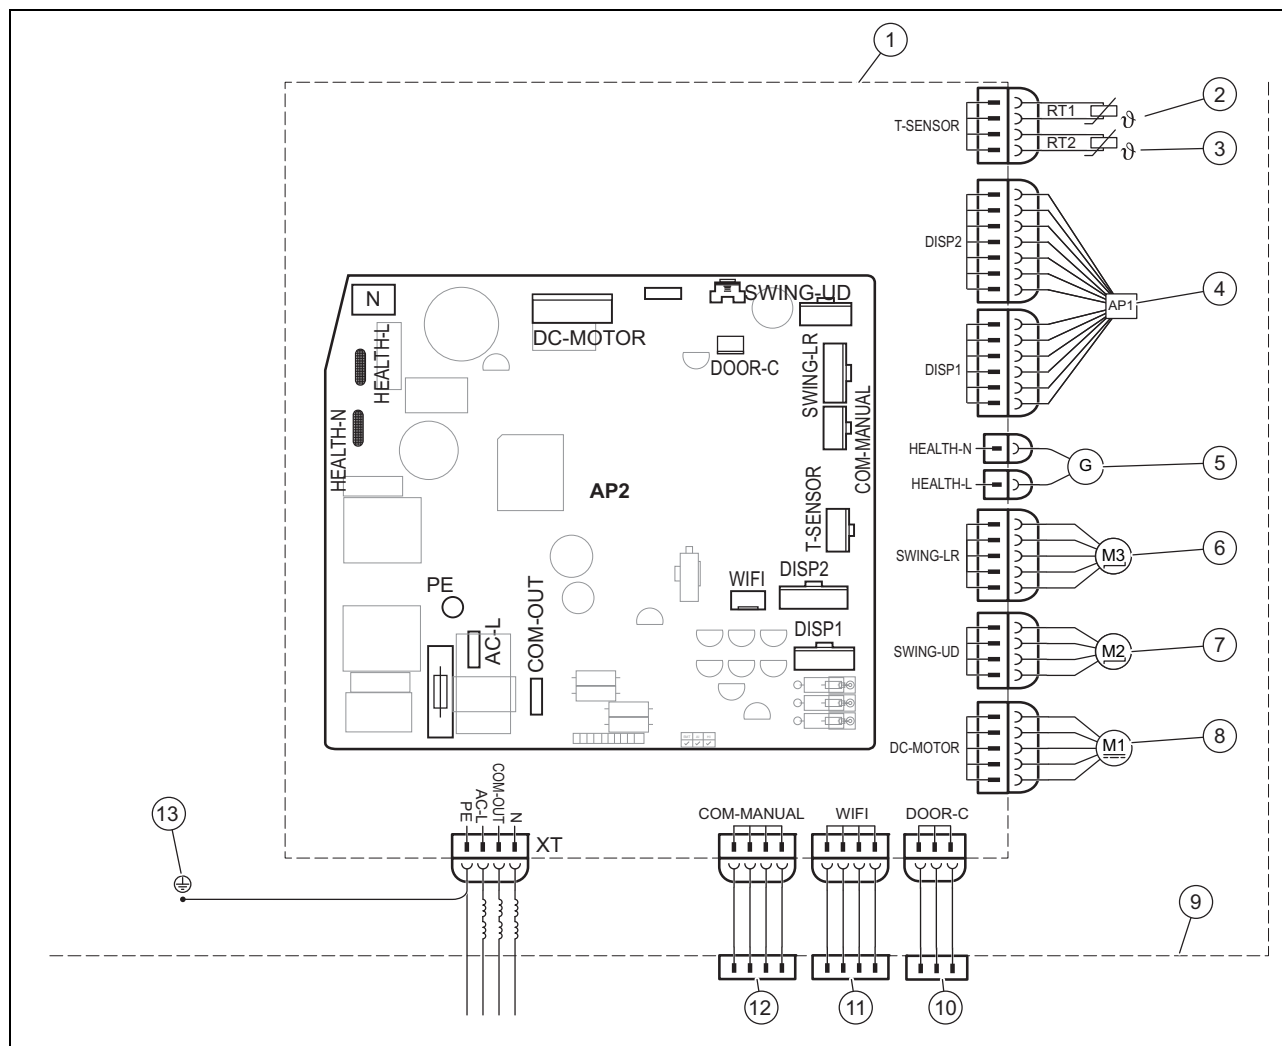 1
T-SENSOR
RT1
ϑ
2
RT2
ϑ
3
DISP2
AP1
4
DISP1
HEALTH-N
G
5
HEALTH-L
SWING-LR
M3
6
SWING-UD
M2
7
DC-MOTOR
M1
8
N
HEALTH-L
HEALTH-N
DC-MOTOR
SWING-UD
DOOR-C
SWING-LR
COM-MANUAL
AP2
T-SENSOR
PE
AC-L
COM-OUT
WIFI
DISP2
DISP1
13
PE
AC-L
COM-OUT
N
XT
COM-MANUAL
WIFI
DOOR-C
9
12
11
10